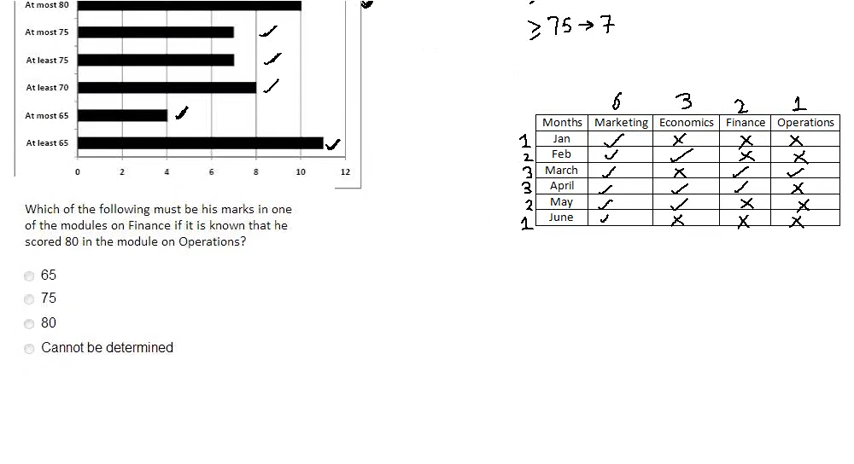 At most 80
At most 75
At least 75
At least 70
At most 65
At least 65
0 2 4 6 8 10 12
Which of the following must be his marks in one
of the modules on Finance if it is known that he
scored 80 in the module on Operations?
65
75
80
Cannot be determined
≥75→7
6 3 2 1
Months Marketing Economics Finance Operations
1 Jan ✓ × × ×
2 Feb ✓ ✓ × ×
3 March ✓ × ✓ ✓
3 April ✓ ✓ ✓ ×
2 May ✓ ✓ × ×
1 June ✓ × × ×